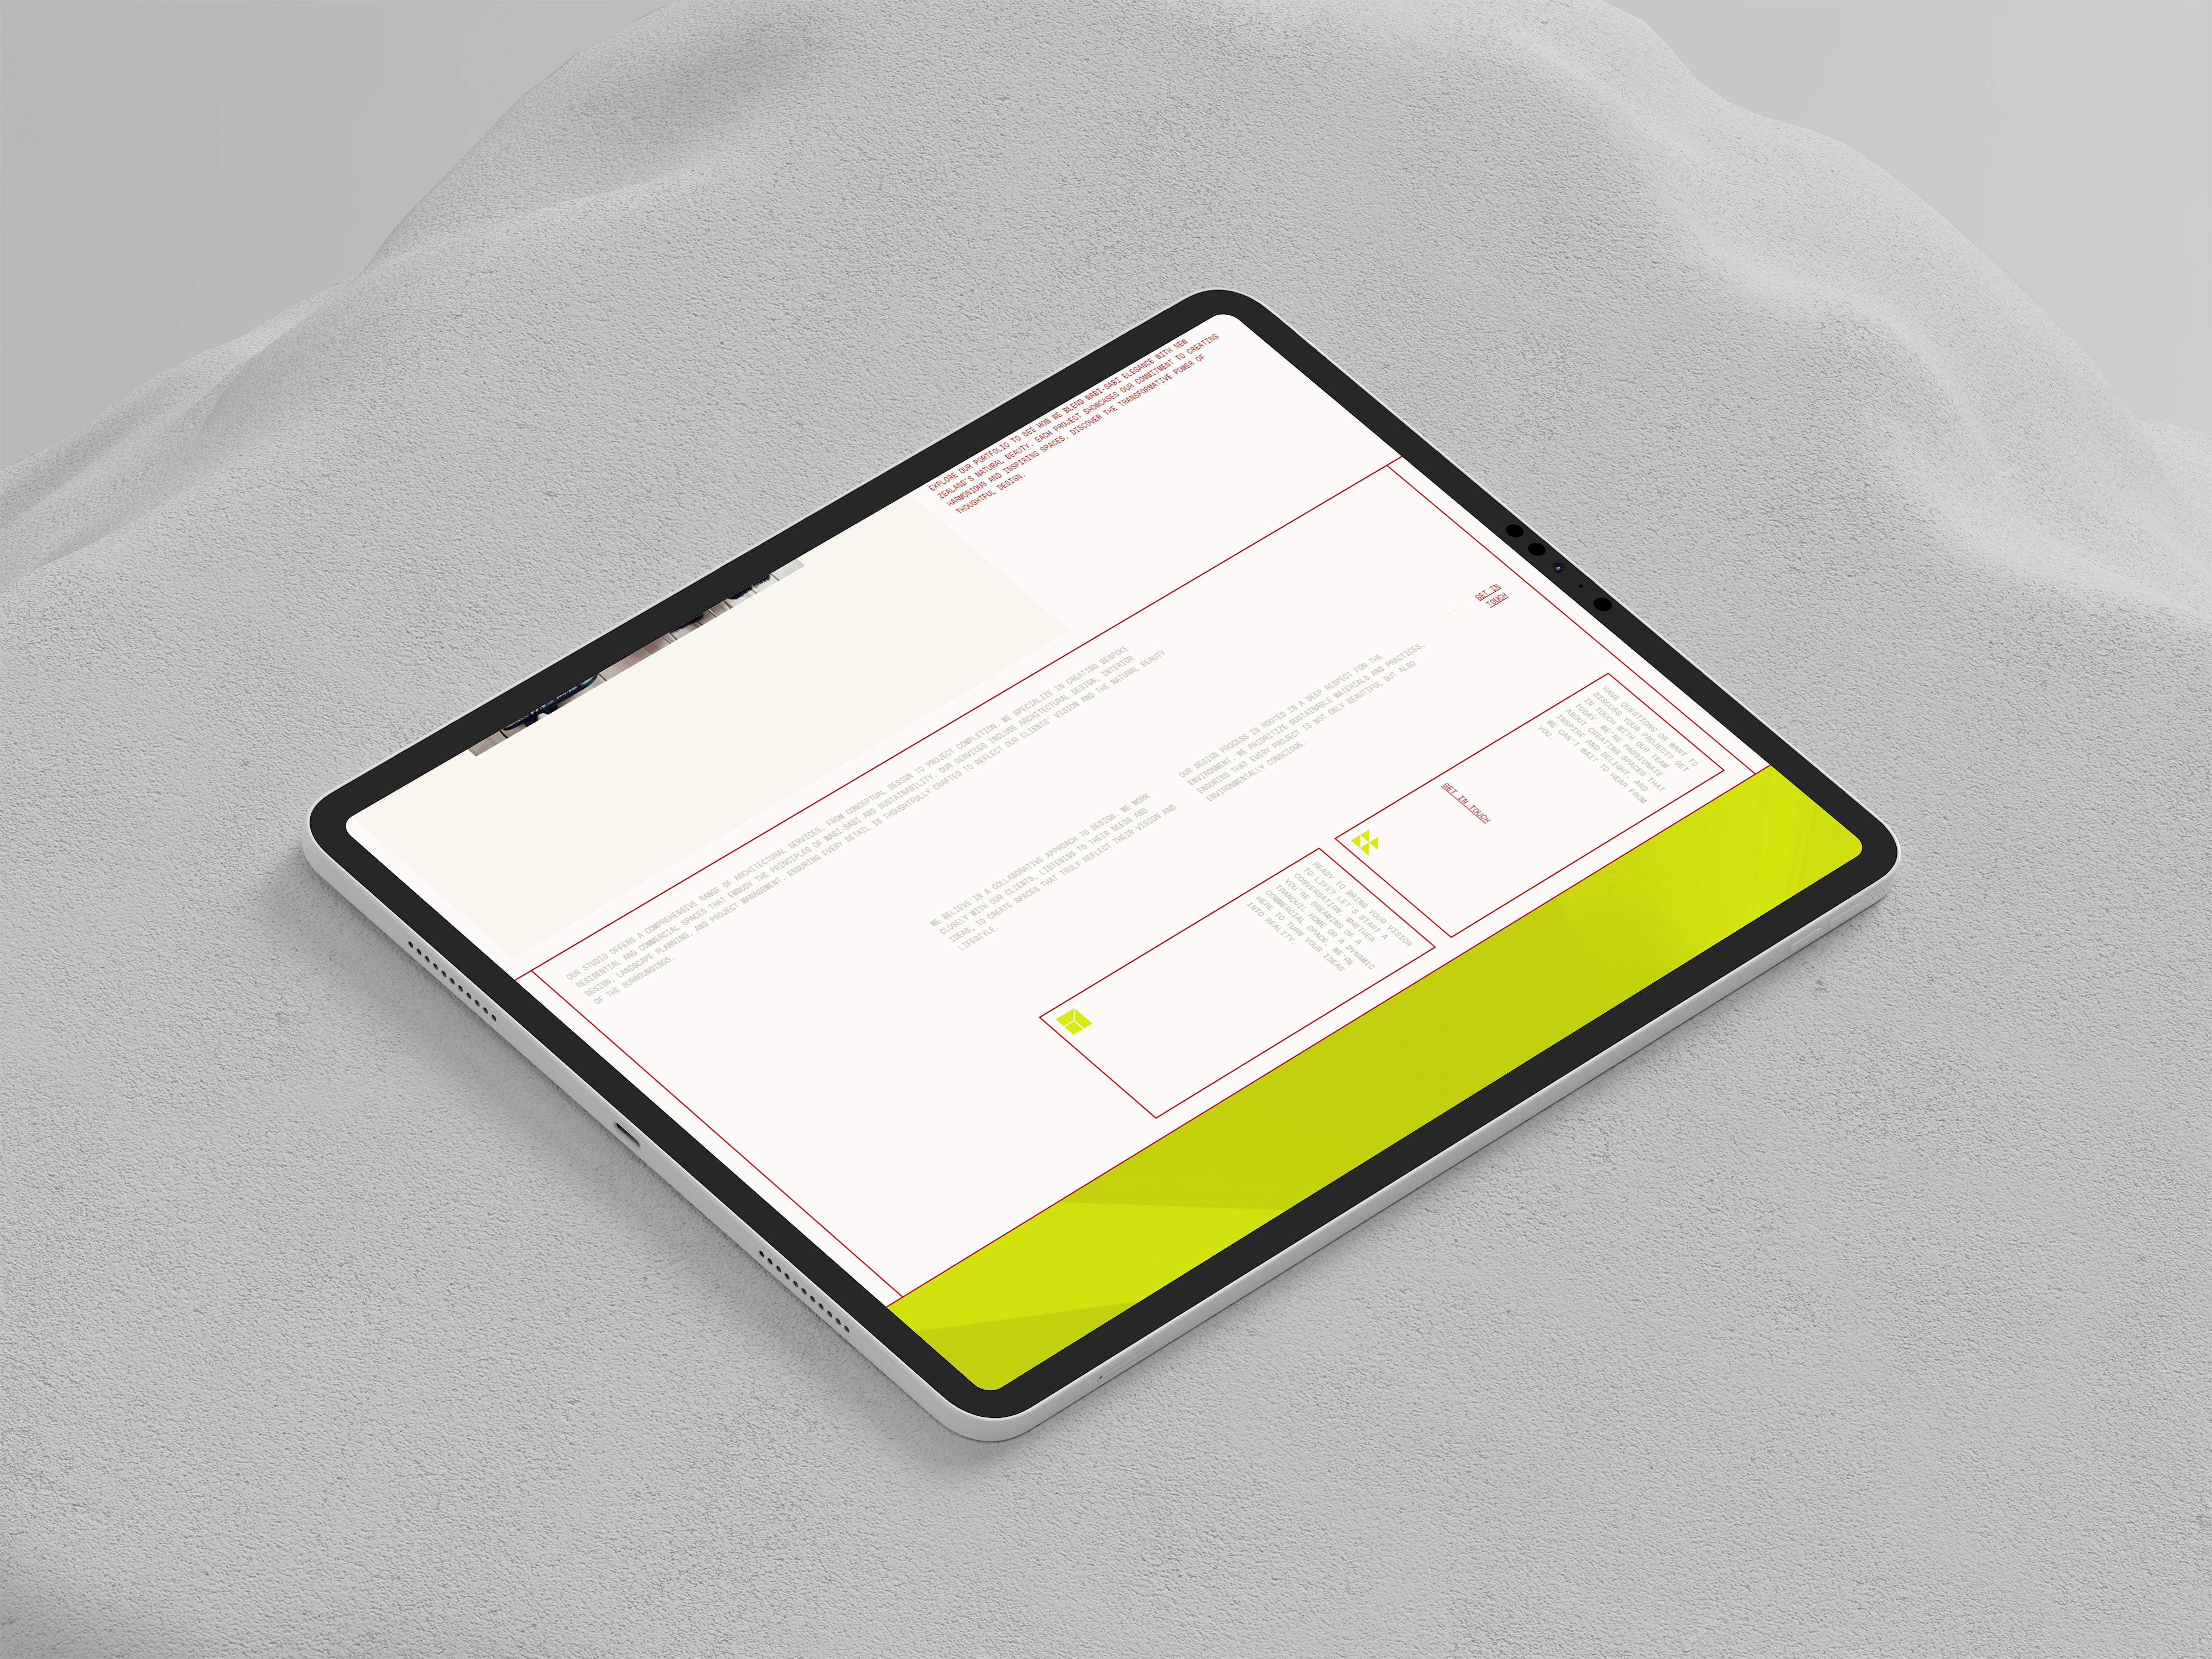 EXPLORE OUR PORTFOLIO TO SEE HOW WE BLEND WABI-SABI ELEGANCE WITH NEW
ZEALAND'S NATURAL BEAUTY. EACH PROJECT SHOWCASES OUR COMMITMENT TO CREATING
HARMONIOUS AND INSPIRING SPACES. DISCOVER THE TRANSFORMATIVE POWER OF
THOUGHTFUL DESIGN.
GET IN
TOUCH
OUR STUDIO OFFERS A COMPREHENSIVE RANGE OF ARCHITECTURAL SERVICES, FROM CONCEPTUAL DESIGN TO PROJECT COMPLETION. WE SPECIALIZE IN CREATING BESPOKE
RESIDENTIAL AND COMMERCIAL SPACES THAT EMBODY THE PRINCIPLES OF WABI-SABI AND SUSTAINABILITY. OUR SERVICES INCLUDE ARCHITECTURAL DESIGN, INTERIOR
DESIGN, LANDSCAPE PLANNING, AND PROJECT MANAGEMENT, ENSURING EVERY DETAIL IS THOUGHTFULLY CRAFTED TO REFLECT OUR CLIENTS' VISION AND THE NATURAL BEAUTY
OF THE SURROUNDINGS.
WE BELIEVE IN A COLLABORATIVE APPROACH TO DESIGN. WE WORK
CLOSELY WITH OUR CLIENTS, LISTENING TO THEIR NEEDS AND
IDEAS, TO CREATE SPACES THAT TRULY REFLECT THEIR VISION AND
LIFESTYLE.
OUR DESIGN PROCESS IS ROOTED IN A DEEP RESPECT FOR THE
ENVIRONMENT. WE PRIORITIZE SUSTAINABLE MATERIALS AND PRACTICES,
ENSURING THAT EVERY PROJECT IS NOT ONLY BEAUTIFUL BUT ALSO
ENVIRONMENTALLY CONSCIOUS.
READY TO BRING YOUR VISION
TO LIFE? LET'S START A
CONVERSATION. WHETHER
YOU'RE DREAMING OF A
TRANQUIL HOME OR A DYNAMIC
COMMERCIAL SPACE, WE'RE
HERE TO TURN YOUR IDEAS
INTO REALITY.
HAVE QUESTIONS OR WANT TO
DISCUSS YOUR PROJECT? GET
IN TOUCH WITH OUR TEAM
TODAY. WE'RE PASSIONATE
ABOUT CREATING SPACES THAT
INSPIRE AND DELIGHT, AND
WE CAN'T WAIT TO HEAR FROM
YOU.
GET IN TOUCH